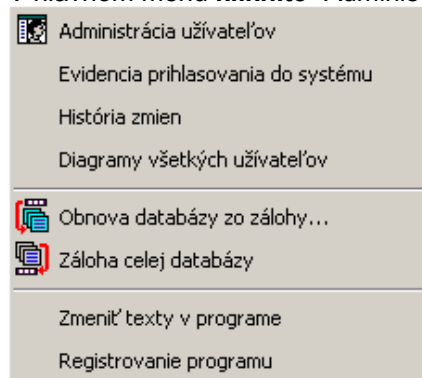 Administrácia užívateľov
Evidencia prihlasovania do systému
História zmien
Diagramy všetkých užívateľov
Obnova databázy zo zálohy...
Záloha celej databázy
Zmeniť texty v programe
Registrovanie programu